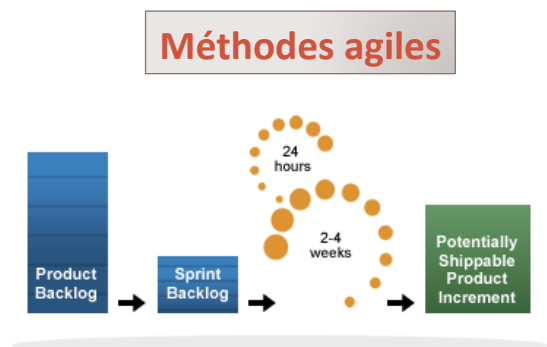 Méthodes agiles
24
hours
2-4
weeks
Product
Backlog
Sprint
Backlog
Potentially
Shippable
Product
Increment